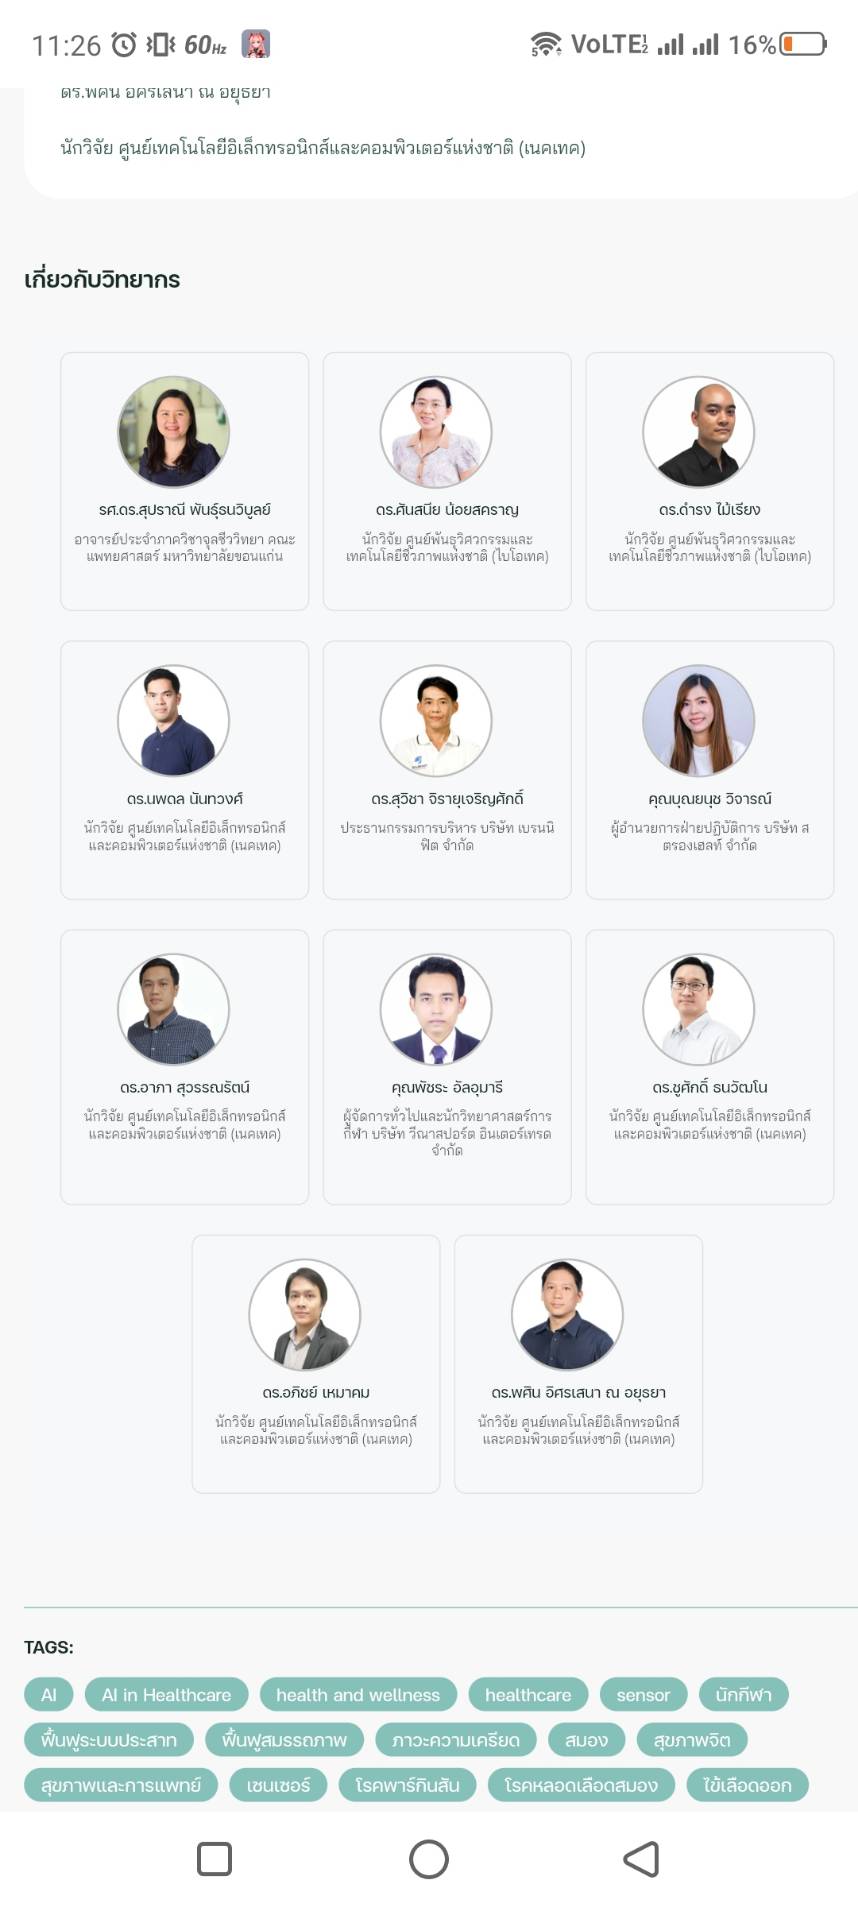 11:26 60Hz 5 VoLTE 1 2 16%
ดร.พศิน อิศรเสนา ณ อยุธยา
นักวิจัย ศูนย์เทคโนโลยีอิเล็กทรอนิกส์และคอมพิวเตอร์แห่งชาติ (เนคเทค)
เกี่ยวกับวิทยากร
รศ.ดร.สุปราณี พันธุ์ธนวิบูลย์
อาจารย์ประจำภาควิชาจุลชีววิทยา คณะ
แพทยศาสตร์ มหาวิทยาลัยขอนแก่น
ดร.ศันสนีย น้อยสคราญ
นักวิจัย ศูนย์พันธุวิศวกรรมและ
เทคโนโลยีชีวภาพแห่งชาติ (ไบโอเทค)
ดร.ดำรง ไม้เรียง
นักวิจัย ศูนย์พันธุวิศวกรรมและ
เทคโนโลยีชีวภาพแห่งชาติ (ไบโอเทค)
ดร.นพดล นันทวงศ์
นักวิจัย ศูนย์เทคโนโลยีอิเล็กทรอนิกส์
และคอมพิวเตอร์แห่งชาติ (เนคเทค)
ดร.สุวิชา จิรายุเจริญศักดิ์
ประธานกรรมการบริหาร บริษัท เบรนนิ
ฟิต จำกัด
คุณบุณยนุช วิจารณ์
ผู้อำนวยการฝ่ายปฏิบัติการ บริษัท ส
ตรองเฮลท์ จำกัด
ดร.อาภา สุวรรณรัตน์
นักวิจัย ศูนย์เทคโนโลยีอิเล็กทรอนิกส์
และคอมพิวเตอร์แห่งชาติ (เนคเทค)
คุณพัชระ อัลอุมารี
ผู้จัดการทั่วไปและนักวิทยาศาสตร์การ
กีฬา บริษัท วีณาสปอร์ต อินเตอร์เทรด
จำกัด
ดร.ชูศักดิ์ ธนวัฒโน
นักวิจัย ศูนย์เทคโนโลยีอิเล็กทรอนิกส์
และคอมพิวเตอร์แห่งชาติ (เนคเทค)
ดร.อภิชย์ เหมาคม
นักวิจัย ศูนย์เทคโนโลยีอิเล็กทรอนิกส์
และคอมพิวเตอร์แห่งชาติ (เนคเทค)
ดร.พศิน อิศรเสนา ณ อยุธยา
นักวิจัย ศูนย์เทคโนโลยีอิเล็กทรอนิกส์
และคอมพิวเตอร์แห่งชาติ (เนคเทค)
TAGS:
AI AI in Healthcare health and wellness healthcare sensor นักกีฬา
ฟื้นฟูระบบประสาท ฟื้นฟูสมรรถภาพ ภาวะความเครียด สมอง สุขภาพจิต
สุขภาพและการแพทย์ เซนเซอร์ โรคพาร์กินสัน โรคหลอดเลือดสมอง ไข้เลือดออก